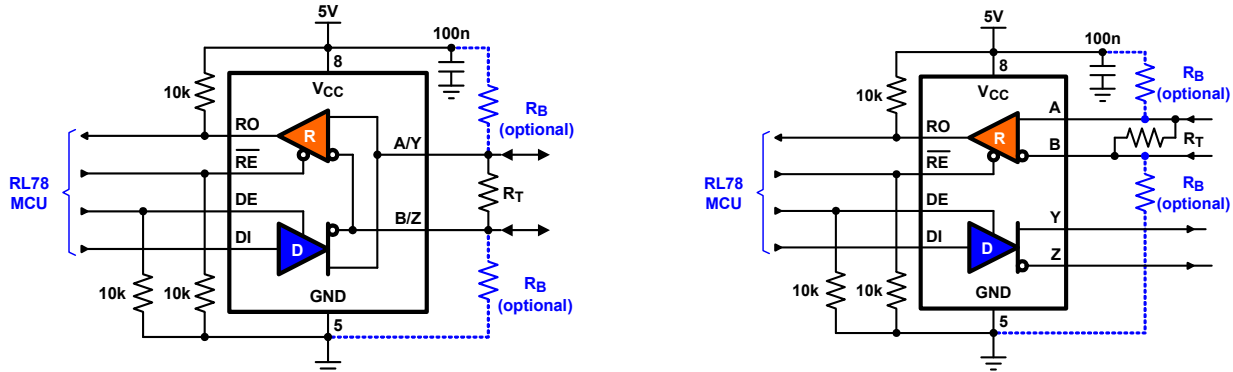 5V
100n
8
VCC
10k
RB
(optional)
RO
R
A/Y
RE
RL78
MCU
RT
DE
B/Z
DI
D
10k
10k
GND
RB
(optional)
5
5V
100n
8
VCC
10k
RB
(optional)
A
RO
R
RT
B
RE
RL78
MCU
RB
(optional)
DE
Y
DI
D
Z
10k
10k
GND
5